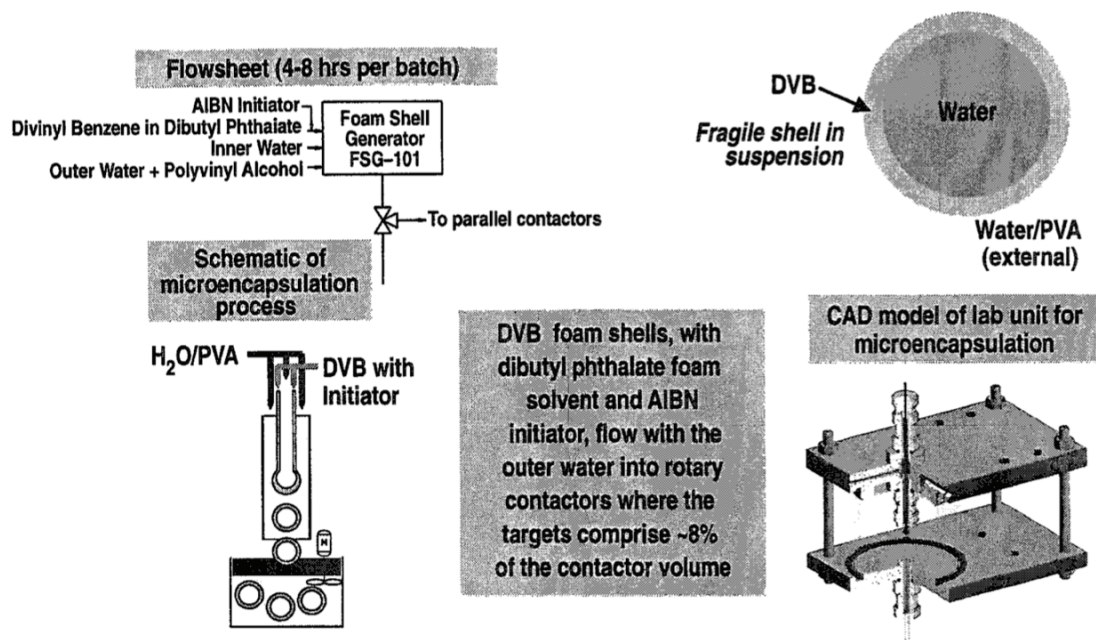 Flowsheet (4-8 hrs per batch)
AIBN Initiator
Divinyl Benzene in Dibutyl Phthalate
Inner Water
Outer Water + Polyvinyl Alcohol
Foam Shell
Generator
FSG–101
To parallel contactors
DVB
Fragile shell in
suspension
Water
Water/PVA
(external)
Schematic of
microencapsulation
process
H₂O/PVA
DVB with
Initiator
DVB foam shells, with
dibutyl phthalate foam
solvent and AIBN
initiator, flow with the
outer water into rotary
contactors where the
targets comprise ~8%
of the contactor volume
CAD model of lab unit for
microencapsulation